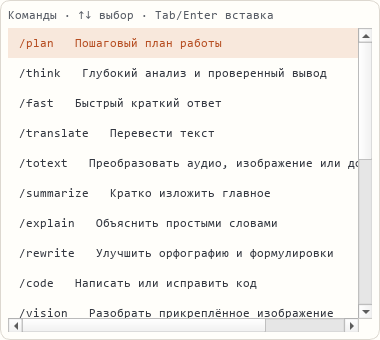 Команды · ↑↓ выбор · Tab/Enter вставка
/plan Пошаговый план работы
/think Глубокий анализ и проверенный вывод
/fast Быстрый краткий ответ
/translate Перевести текст
/totext Преобразовать аудио, изображение или
/summarize Кратко изложить главное
/explain Объяснить простыми словами
/rewrite Улучшить орфографию и формулировки
/code Написать или исправить код
/vision Разобрать прикреплённое изображение